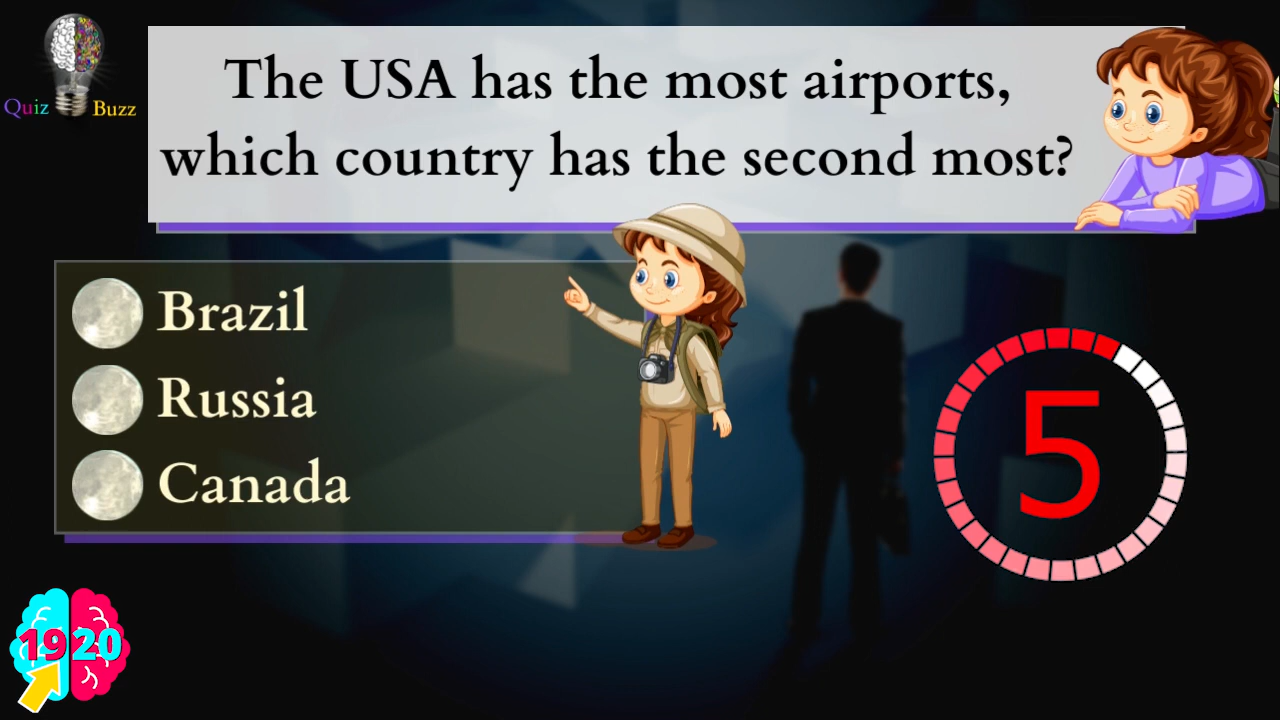 Quiz Buzz
The USA has the most airports,
which country has the second most?
Brazil
Russia
Canada
5
1920